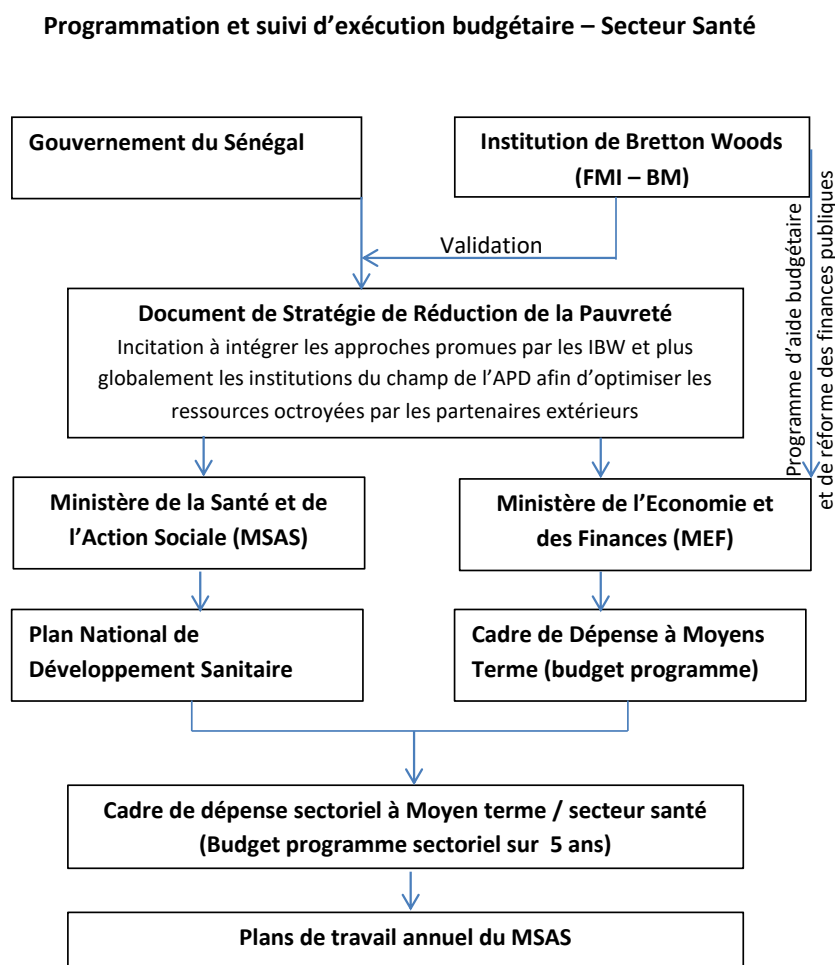 Programmation et suivi d'exécution budgétaire – Secteur Santé
Gouvernement du Sénégal
Institution de Bretton Woods
(FMI – BM)
Validation
Programme d'aide budgétaire
et de réforme des finances publiques
Document de Stratégie de Réduction de la Pauvreté
Incitation à intégrer les approches promues par les IBW et plus
globalement les institutions du champ de l'APD afin d'optimiser les
ressources octroyées par les partenaires extérieurs
Ministère de la Santé et de
l'Action Sociale (MSAS)
Ministère de l'Economie et
des Finances (MEF)
Plan National de
Développement Sanitaire
Cadre de Dépense à Moyens
Terme (budget programme)
Cadre de dépense sectoriel à Moyen terme / secteur santé
(Budget programme sectoriel sur 5 ans)
Plans de travail annuel du MSAS